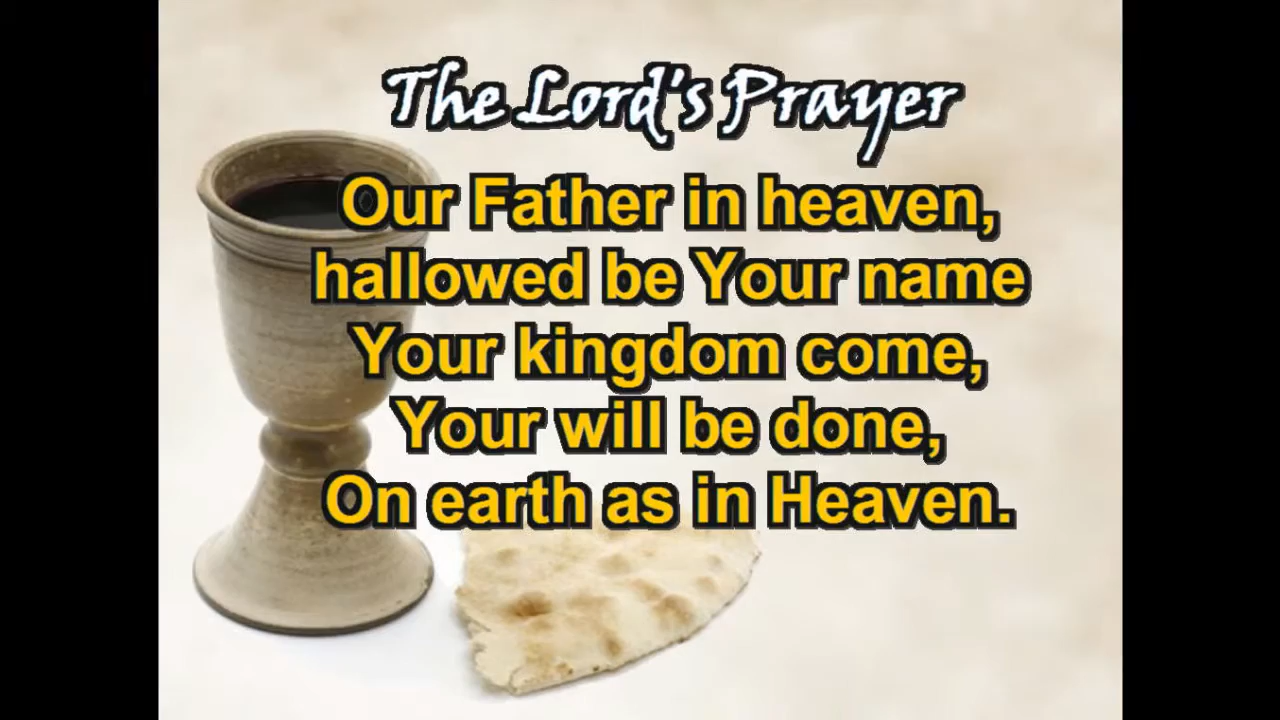 The Lord's Prayer
Our Father in heaven,
hallowed be Your name
Your kingdom come,
Your will be done,
On earth as in Heaven.